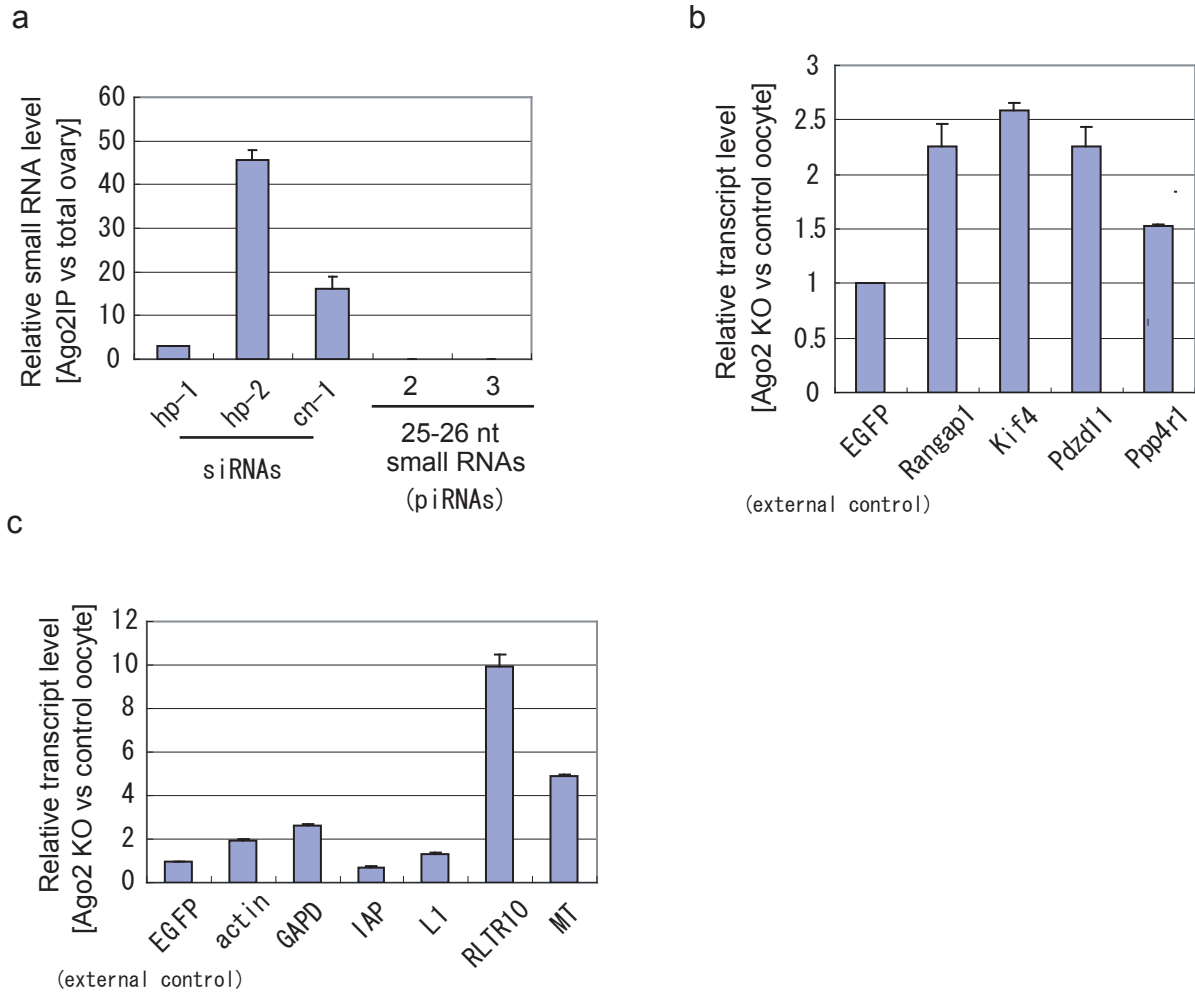 a
Relative small RNA level
[Ago2IP vs total ovary]
60
50
40
30
20
10
0
hp-1
hp-2
cn-1
2
3
siRNAs
25-26 nt
small RNAs
(piRNAs)
b
Relative transcript level
[Ago2 KO vs control oocyte]
3
2.5
2
1.5
1
0.5
0
EGFP
Rangap1
Kif4
Pdzd11
Ppp4r1
(external control)
c
Relative transcript level
[Ago2 KO vs control oocyte]
12
10
8
6
4
2
0
EGFP
actin
GAPD
IAP
L1
RLTR10
MT
(external control)